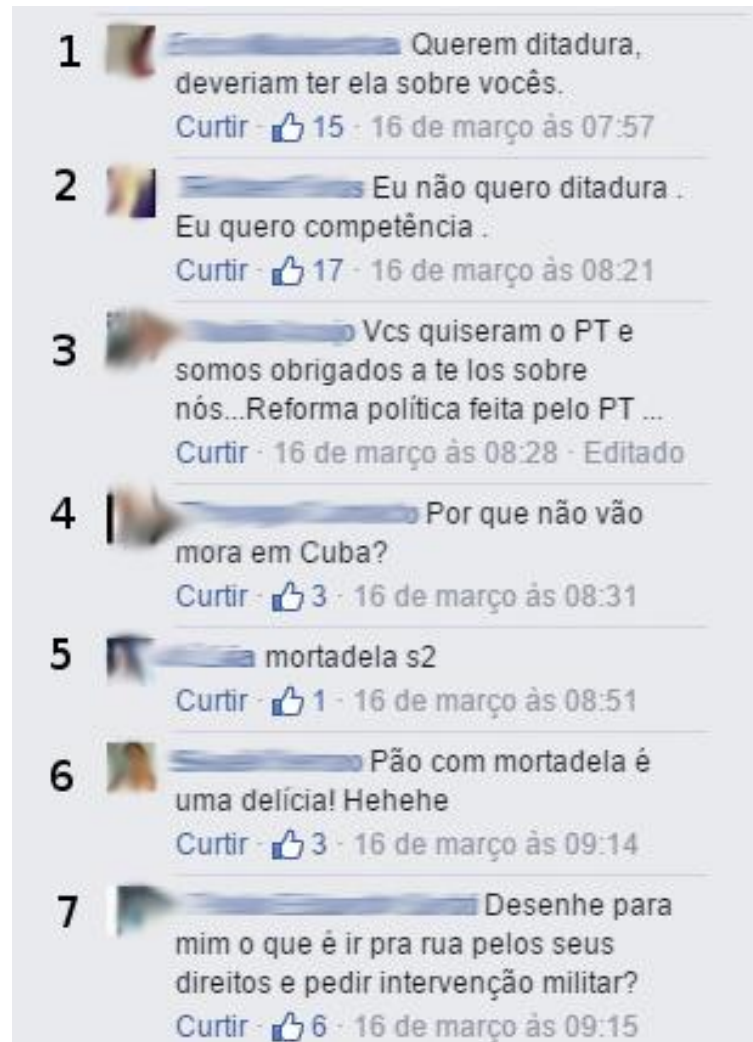 1 Querem ditadura,
deveriam ter ela sobre vocês.
Curtir · 15 · 16 de março às 07:57
2 Eu não quero ditadura .
Eu quero competência .
Curtir · 17 · 16 de março às 08:21
3 Vcs quiseram o PT e
somos obrigados a te los sobre
nós...Reforma política feita pelo PT ...
Curtir · 16 de março às 08:28 · Editado
4 Por que não vão
mora em Cuba?
Curtir · 3 · 16 de março às 08:31
5 mortadela s2
Curtir · 1 · 16 de março às 08:51
6 Pão com mortadela é
uma delícia! Hehehe
Curtir · 3 · 16 de março às 09:14
7 Desenhe para
mim o que é ir pra rua pelos seus
direitos e pedir intervenção militar?
Curtir · 6 · 16 de março às 09:15